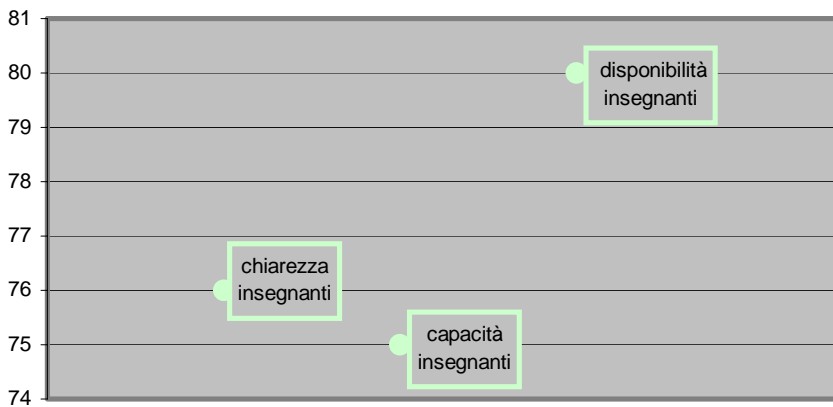 81
80
79
78
77
76
75
74
disponibilità
insegnanti
chiarezza
insegnanti
capacità
insegnanti